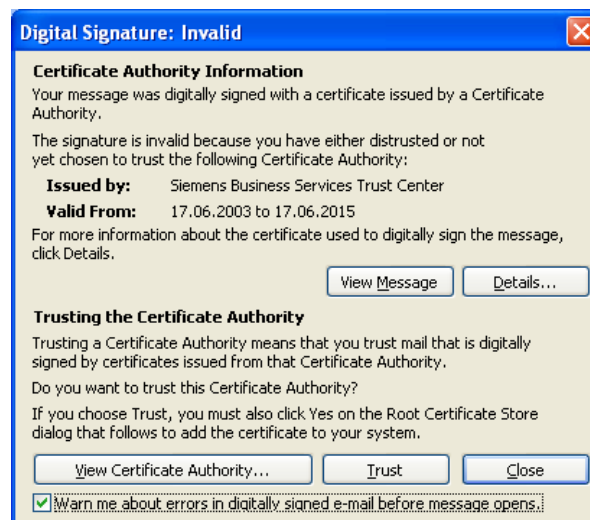 Digital Signature: Invalid
Certificate Authority Information
Your message was digitally signed with a certificate issued by a Certificate
Authority.
The signature is invalid because you have either distrusted or not
yet chosen to trust the following Certificate Authority:
Issued by: Siemens Business Services Trust Center
Valid From: 17.06.2003 to 17.06.2015
For more information about the certificate used to digitally sign the message,
click Details.
View Message Details...
Trusting the Certificate Authority
Trusting a Certificate Authority means that you trust mail that is digitally
signed by certificates issued from that Certificate Authority.
Do you want to trust this Certificate Authority?
If you choose Trust, you must also click Yes on the Root Certificate Store
dialog that follows to add the certificate to your system.
View Certificate Authority... Trust Close
Warn me about errors in digitally signed e-mail before message opens.